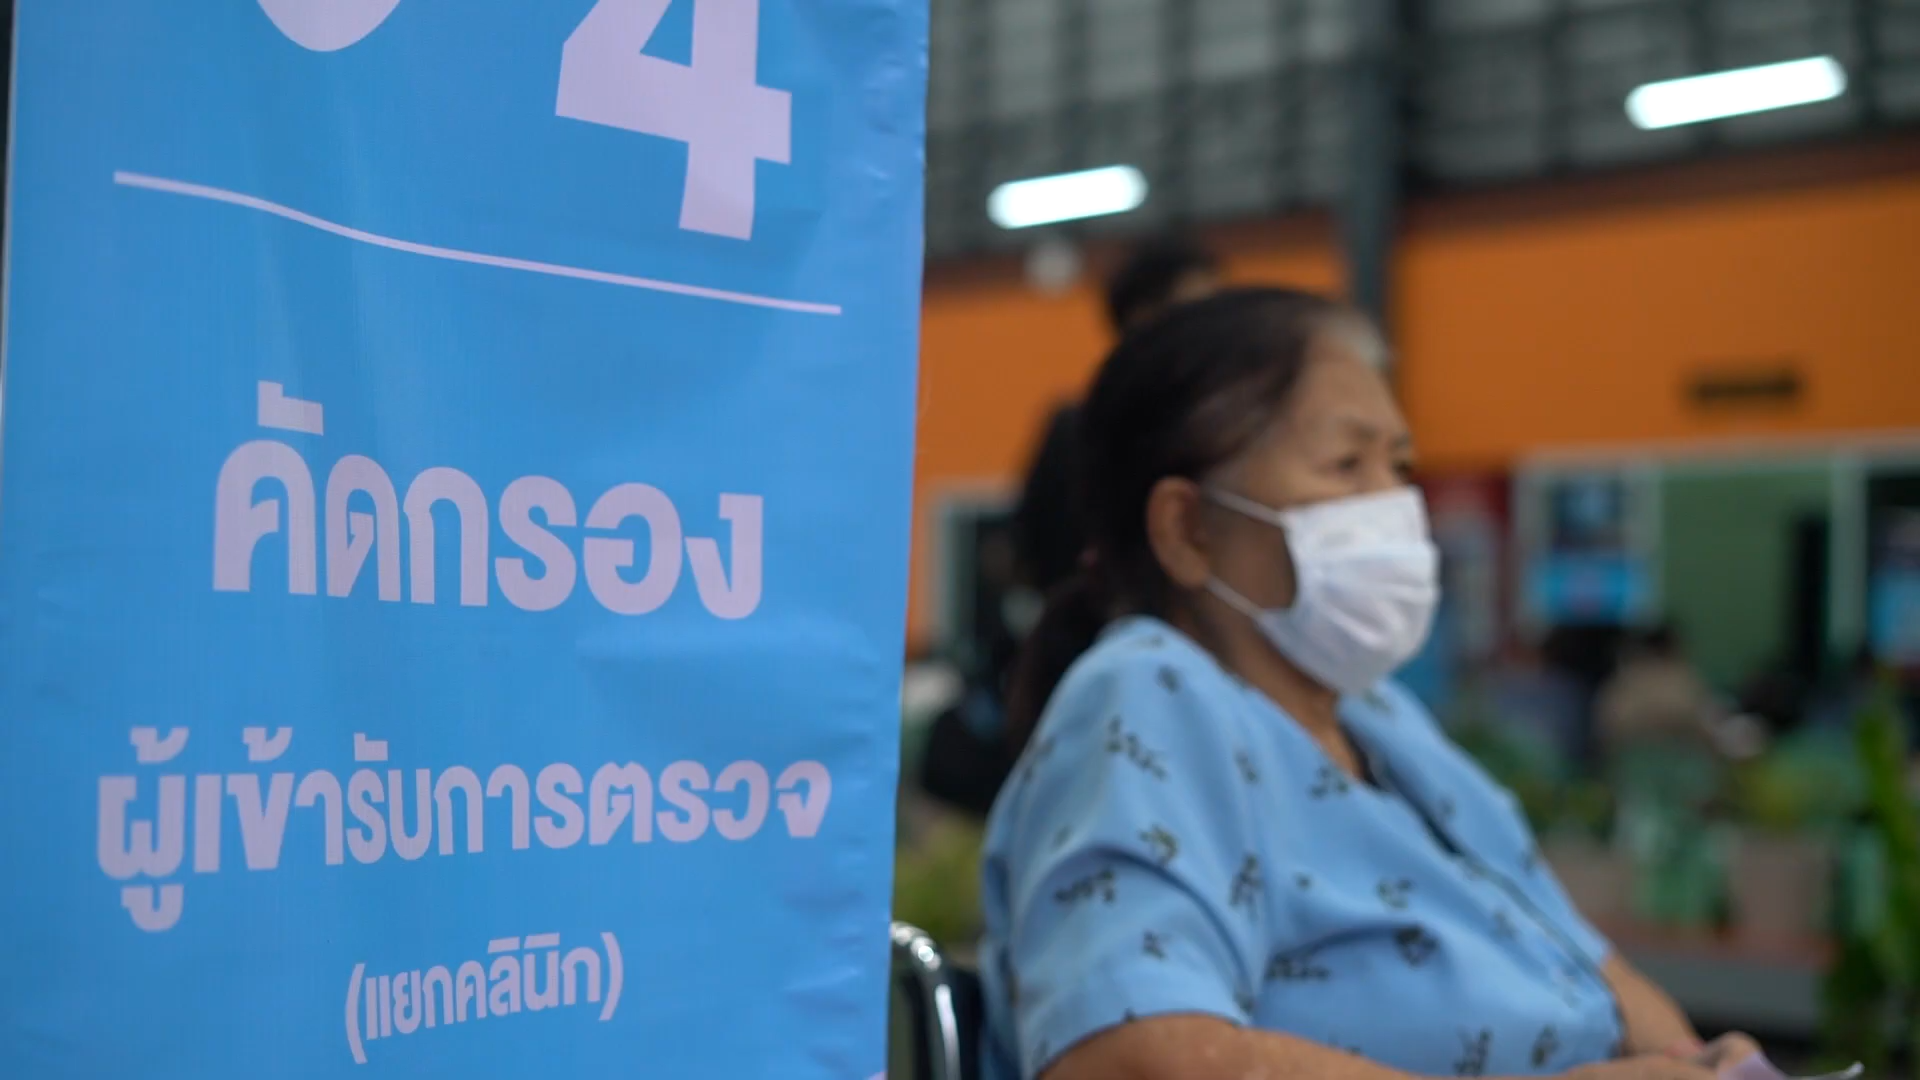 4
คัดกรอง
ผู้เข้ารับการตรวจ
(แยกคลินิก)